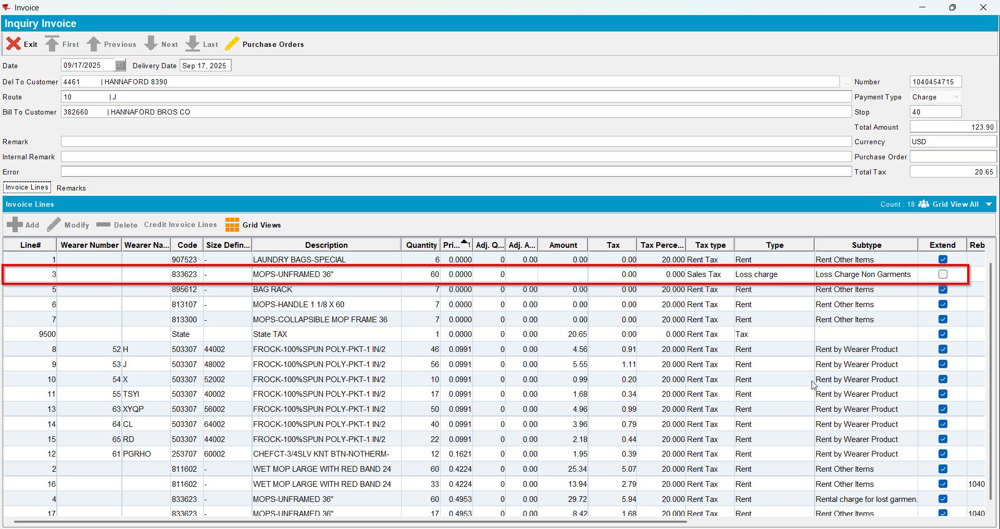 Invoice
Inquiry Invoice
Exit First Previous Next Last Purchase Orders
Date 09/17/2025 Delivery Date Sep 17, 2025
Del To Customer 4461 | HANNAFORD 8390 ... Number 1040454715
Route 10 | J Payment Type Charge
Bill To Customer 382660 | HANNAFORD BROS CO Stop 40
Total Amount 123.90
Remark Currency USD
Internal Remark Purchase Order
Error Total Tax 20.65
Invoice Lines Remarks
Invoice Lines Count : 18 Grid View All
Add Modify Delete Credit Invoice Lines Grid Views
Line# Wearer Number Wearer Na... Code Size Defin... Description Quantity Pri... 1 Adj. Q... Adj. A... Amount Tax Tax Perce... Tax type Type Subtype Extend Reb
1 907523 - LAUNDRY BAGS-SPECIAL 6 0.0000 0 0.00 0.00 0.00 20.000 Rent Tax Rent Rent Other Items
3 833623 - MOPS-UNFRAMED 36" 60 0.0000 0 0.00 0.000 Sales Tax Loss charge Loss Charge Non Garments
5 895612 - BAG RACK 7 0.0000 0 0.00 0.00 0.00 20.000 Rent Tax Rent Rent Other Items
6 813107 - MOPS-HANDLE 1 1/8 X 60 7 0.0000 0 0.00 0.00 0.00 20.000 Rent Tax Rent Rent Other Items
7 813300 - MOPS-COLLAPSIBLE MOP FRAME 36 7 0.0000 0 0.00 0.00 0.00 20.000 Rent Tax Rent Rent Other Items
9500 State State TAX 1 0.0000 0 0.00 20.65 0.00 0.000 Rent Tax Tax
8 52 H 503307 44002 FROCK-100%SPUN POLY-PKT-1 IN/2 46 0.0991 0 0.00 4.56 0.91 20.000 Rent Tax Rent Rent by Wearer Product
9 53 J 503307 48002 FROCK-100%SPUN POLY-PKT-1 IN/2 56 0.0991 0 0.00 5.55 1.11 20.000 Rent Tax Rent Rent by Wearer Product
10 54 X 503307 52002 FROCK-100%SPUN POLY-PKT-1 IN/2 10 0.0991 0 0.00 0.99 0.20 20.000 Rent Tax Rent Rent by Wearer Product
11 55 TSYI 503307 40002 FROCK-100%SPUN POLY-PKT-1 IN/2 17 0.0991 0 0.00 1.68 0.34 20.000 Rent Tax Rent Rent by Wearer Product
13 63 XYQP 503307 56002 FROCK-100%SPUN POLY-PKT-1 IN/2 50 0.0991 0 0.00 4.96 0.99 20.000 Rent Tax Rent Rent by Wearer Product
14 64 CL 503307 64002 FROCK-100%SPUN POLY-PKT-1 IN/2 40 0.0991 0 0.00 3.96 0.79 20.000 Rent Tax Rent Rent by Wearer Product
15 65 RD 503307 44002 FROCK-100%SPUN POLY-PKT-1 IN/2 22 0.0991 0 0.00 2.18 0.44 20.000 Rent Tax Rent Rent by Wearer Product
12 61 PGRHO 253707 60002 CHEFCT-3/4SLV KNT BTN-NOTHERM- 12 0.1621 0 0.00 1.95 0.39 20.000 Rent Tax Rent Rent by Wearer Product
2 811602 - WET MOP LARGE WITH RED BAND 24 60 0.4224 0 0.00 25.34 5.07 20.000 Rent Tax Rent Rent Other Items
16 811602 - WET MOP LARGE WITH RED BAND 24 33 0.4224 0 0.00 13.94 2.79 20.000 Rent Tax Rent Rent Other Items 1040
4 833623 - MOPS-UNFRAMED 36" 60 0.4953 0 0.00 29.72 5.94 20.000 Rent Tax Rent Rental charge for lost garmen.
17 833623 - MOPS-UNFRAMED 36" 17 0.4953 0 0.00 8.42 1.68 20.000 Rent Tax Rent Rent Other Items 1040